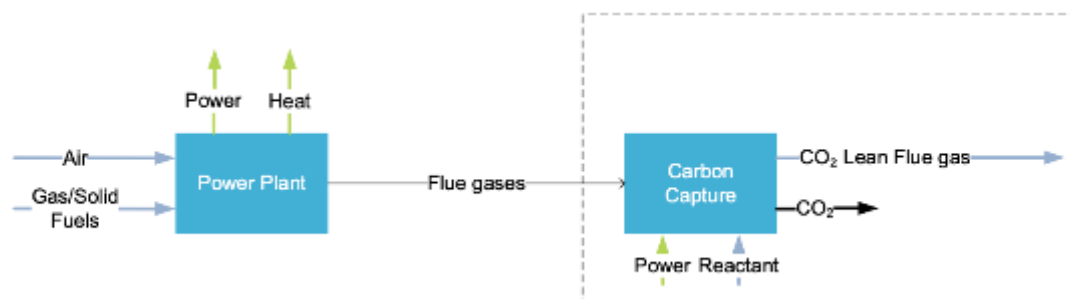 Power Heat
Air
Gas/Solid
Fuels
Power Plant
Flue gases
Carbon
Capture
CO₂ Lean Flue gas
CO₂
Power Reactant